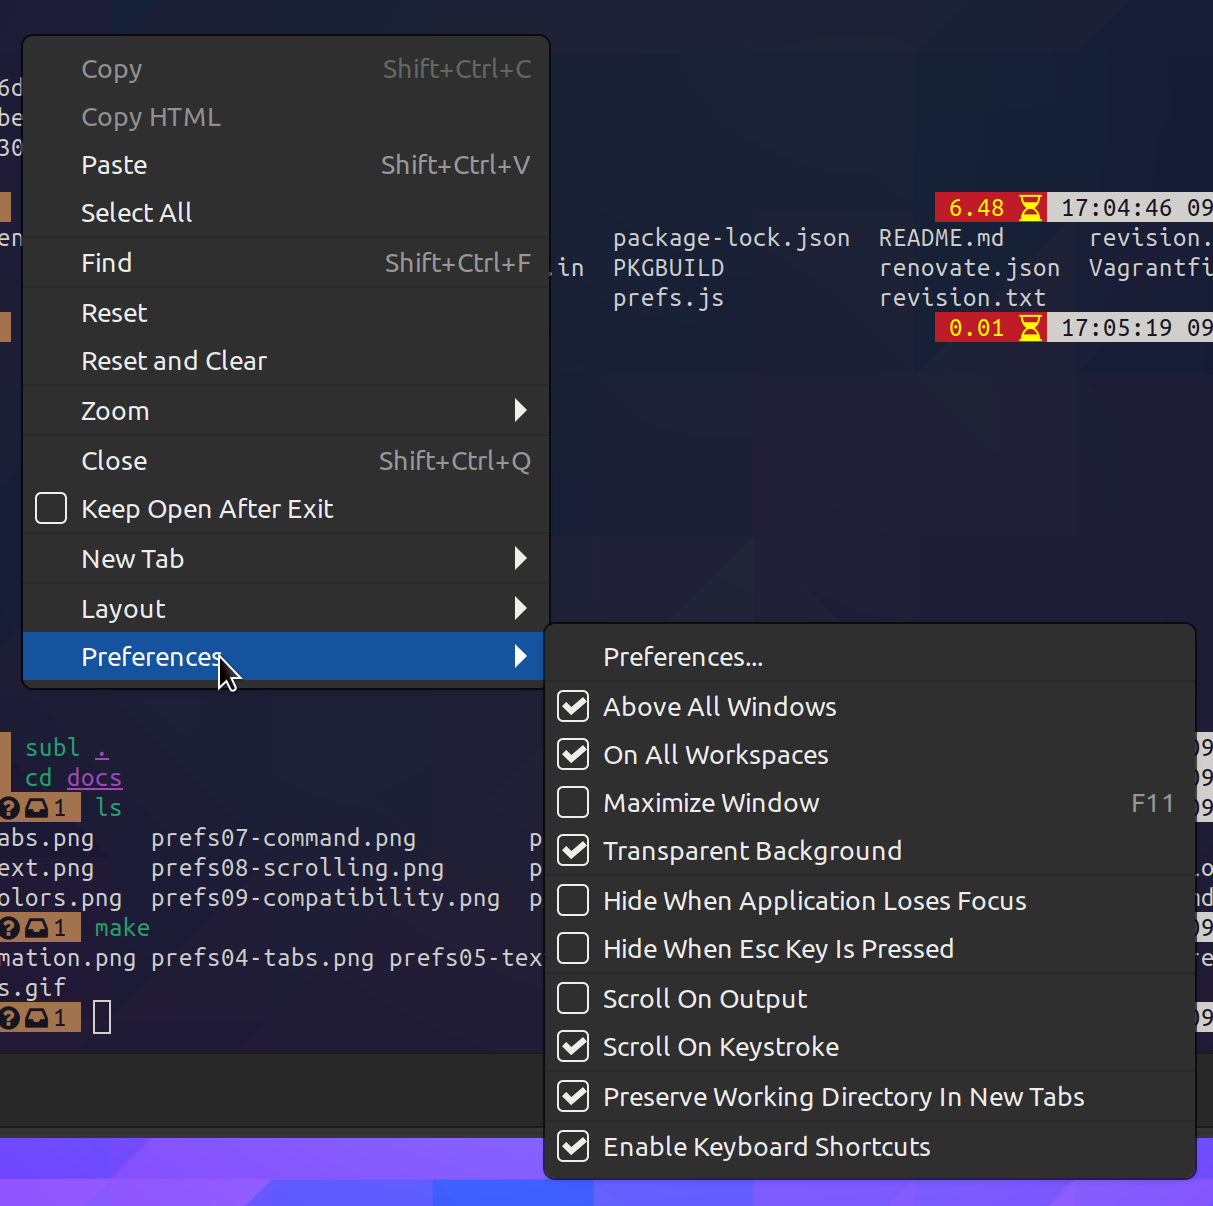 Copy Shift+Ctrl+C
6d
Copy HTML
be
30
Paste Shift+Ctrl+V
Select All
6.48 17:04:46 09
en
package-lock.json README.md revision.
Find Shift+Ctrl+F
.in PKGBUILD renovate.json Vagrantfi
prefs.js revision.txt
Reset
0.01 17:05:19 09
Reset and Clear
Zoom
Close Shift+Ctrl+Q
Keep Open After Exit
New Tab
Layout
Preferences
Preferences...
Above All Windows
On All Workspaces
Maximize Window F11
Transparent Background
Hide When Application Loses Focus
Hide When Esc Key Is Pressed
Scroll On Output
Scroll On Keystroke
Preserve Working Directory In New Tabs
Enable Keyboard Shortcuts
subl .
09
cd docs
09
1 ls
09
abs.png prefs07-command.png p
ext.png prefs08-scrolling.png p
olors.png prefs09-compatibility.png p
1 make
09
mation.png prefs04-tabs.png prefs05-tex
s.gif
1
09